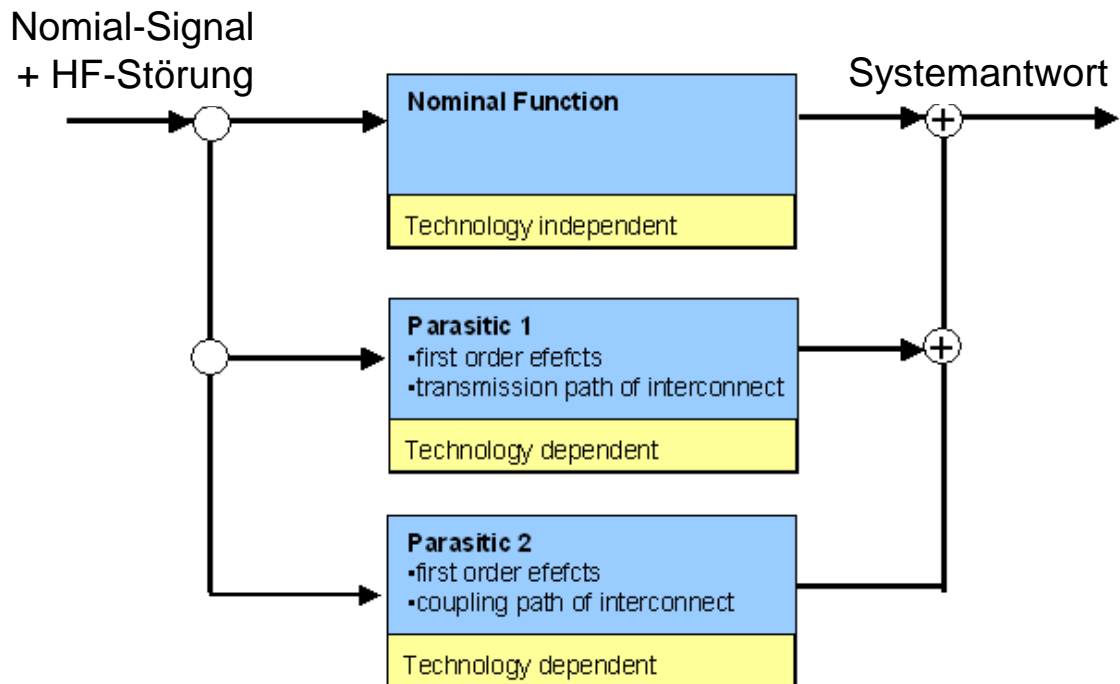 Nomial-Signal
+ HF-Störung
Systemantwort
Nominal Function
Technology independent
Parasitic 1
▪first order efefcts
▪transmission path of interconnect
Technology dependent
Parasitic 2
▪first order efefcts
▪coupling path of interconnect
Technology dependent